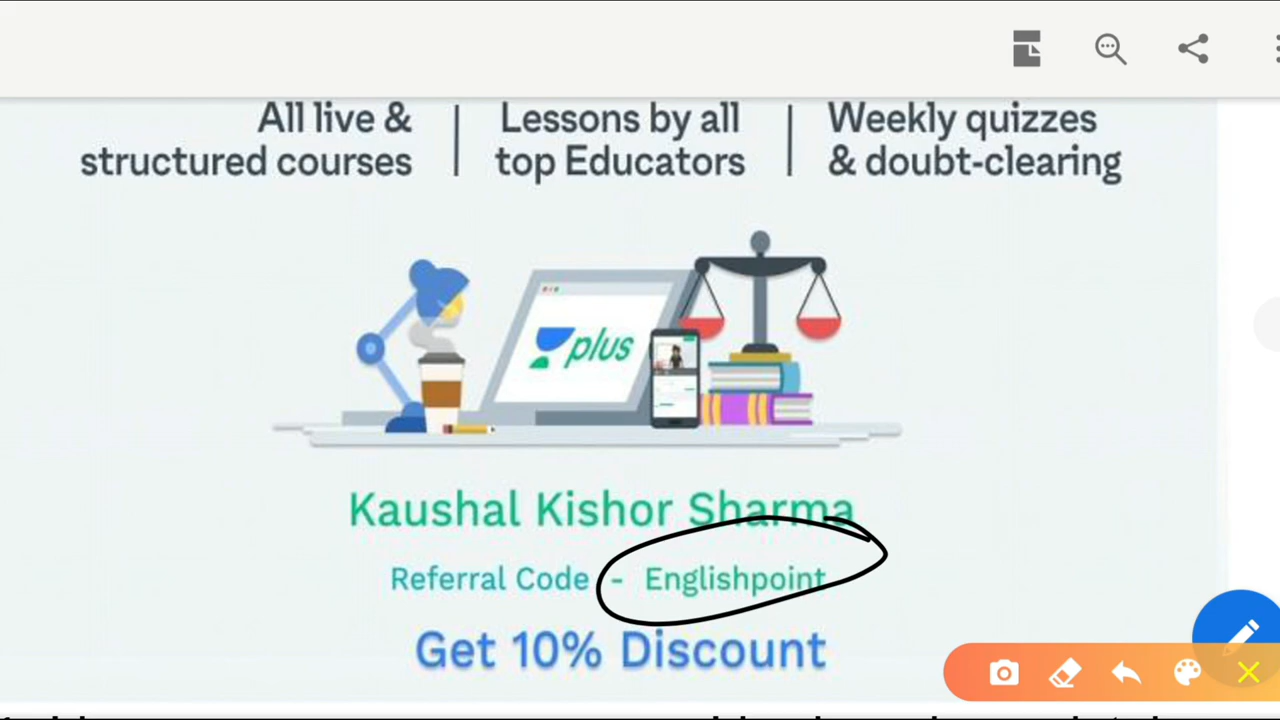 All live & structured courses
Lessons by all top Educators
Weekly quizzes & doubt-clearing
plus
Kaushal Kishor Sharma
Referral Code - Englishpoint
Get 10% Discount